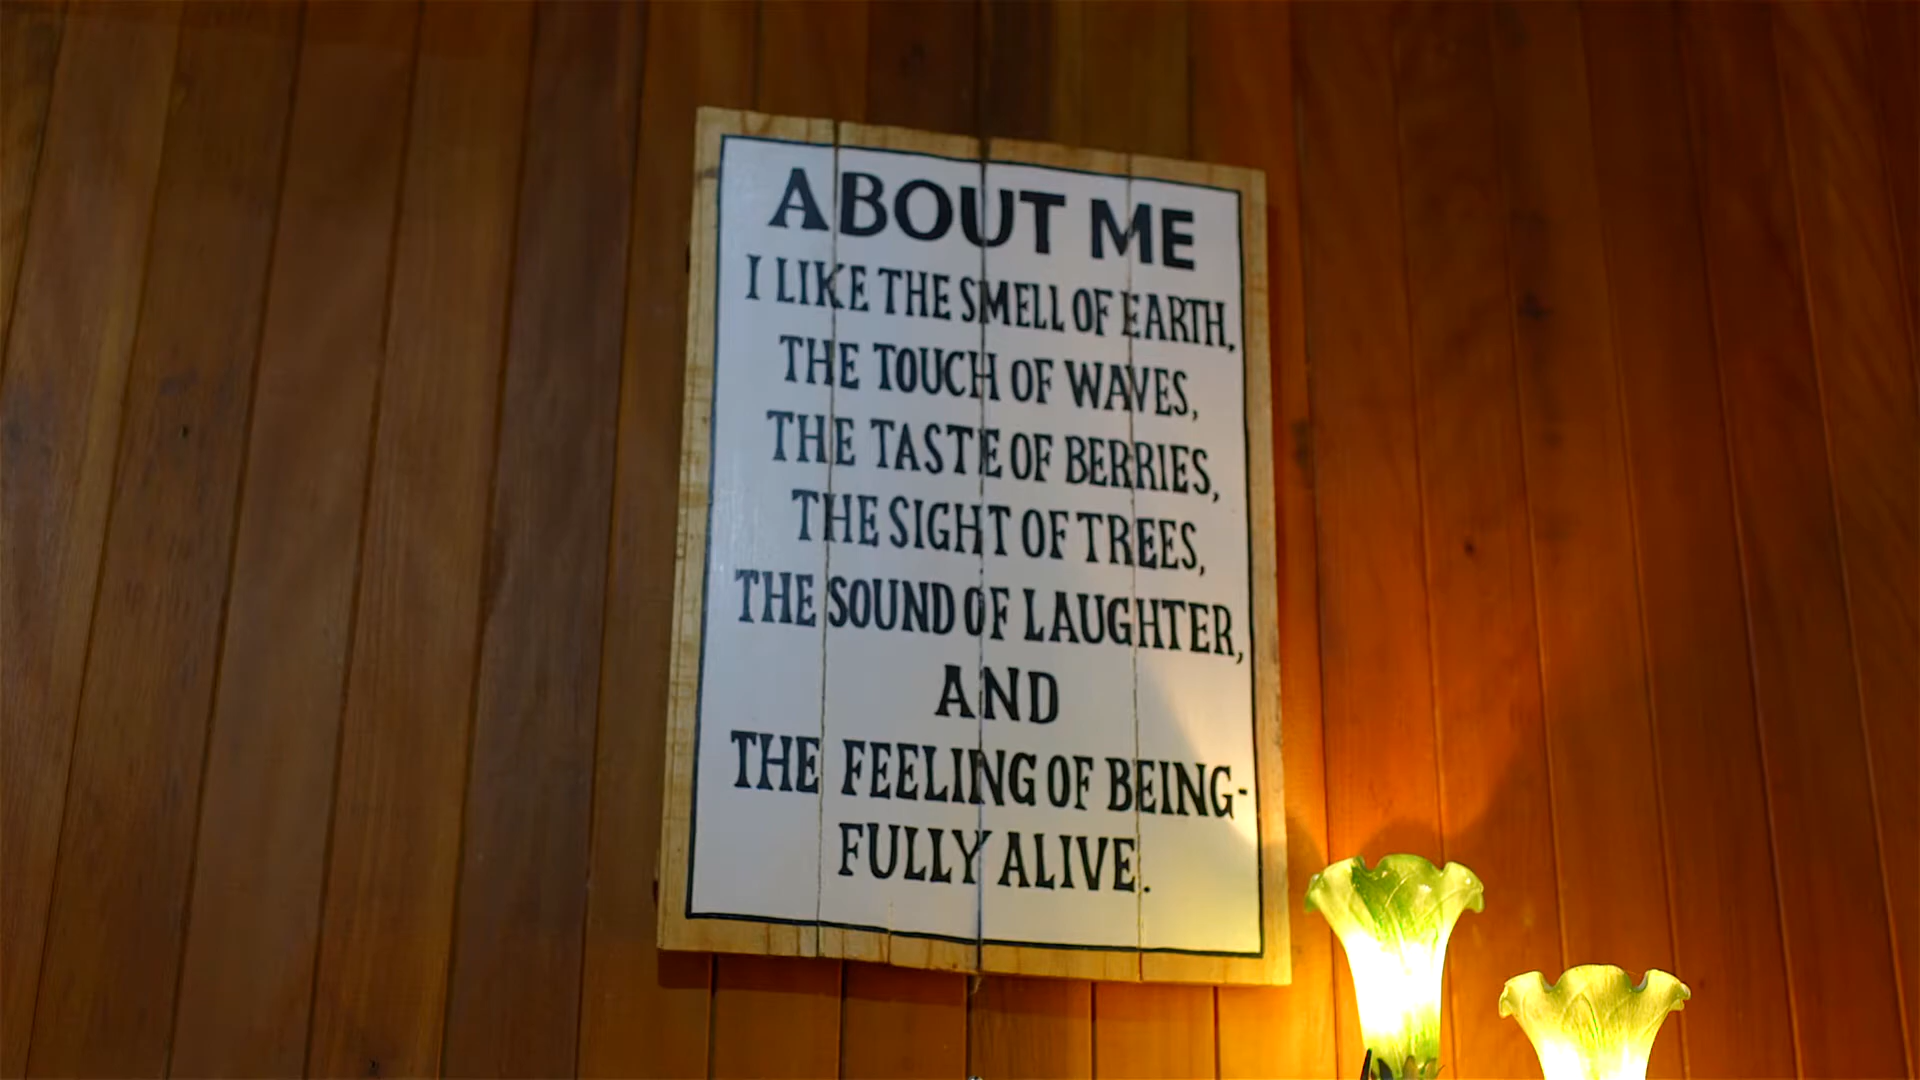 ABOUT ME
I LIKE THE SMELL OF EARTH,
THE TOUCH OF WAVES,
THE TASTE OF BERRIES,
THE SIGHT OF TREES,
THE SOUND OF LAUGHTER,
AND
THE FEELING OF BEING-
FULLY ALIVE.